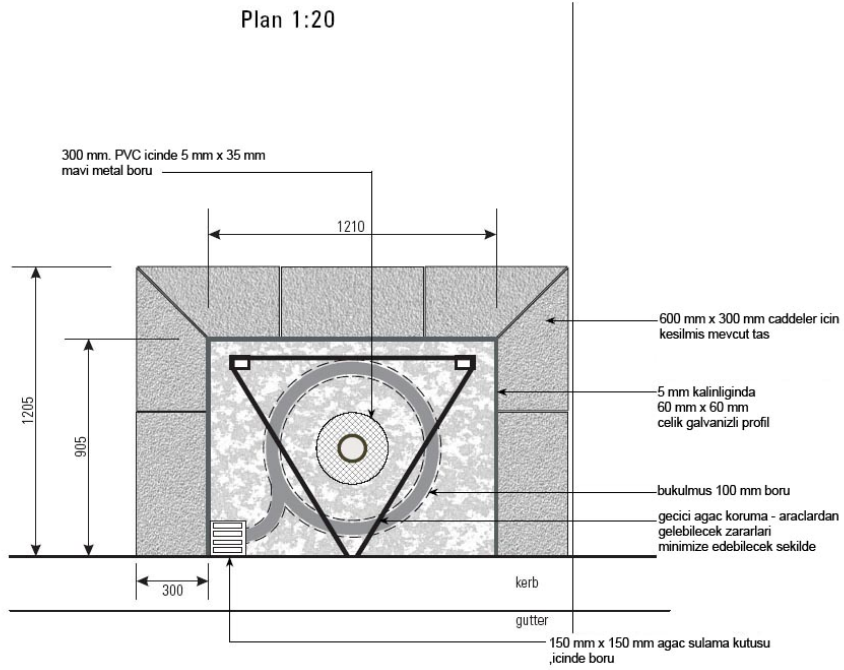 Plan 1:20
300 mm. PVC icinde 5 mm x 35 mm
mavi metal boru
1210
600 mm x 300 mm caddeler icin
kesilmis mevcut tas
1205
905
5 mm kalinliginda
60 mm x 60 mm
celik galvanizli profil
bukulmus 100 mm boru
gecici agac koruma - araclardan
gelebilecek zararlari
minimize edebilecek sekilde
300
kerb
gutter
150 mm x 150 mm agac sulama kutusu
,icinde boru